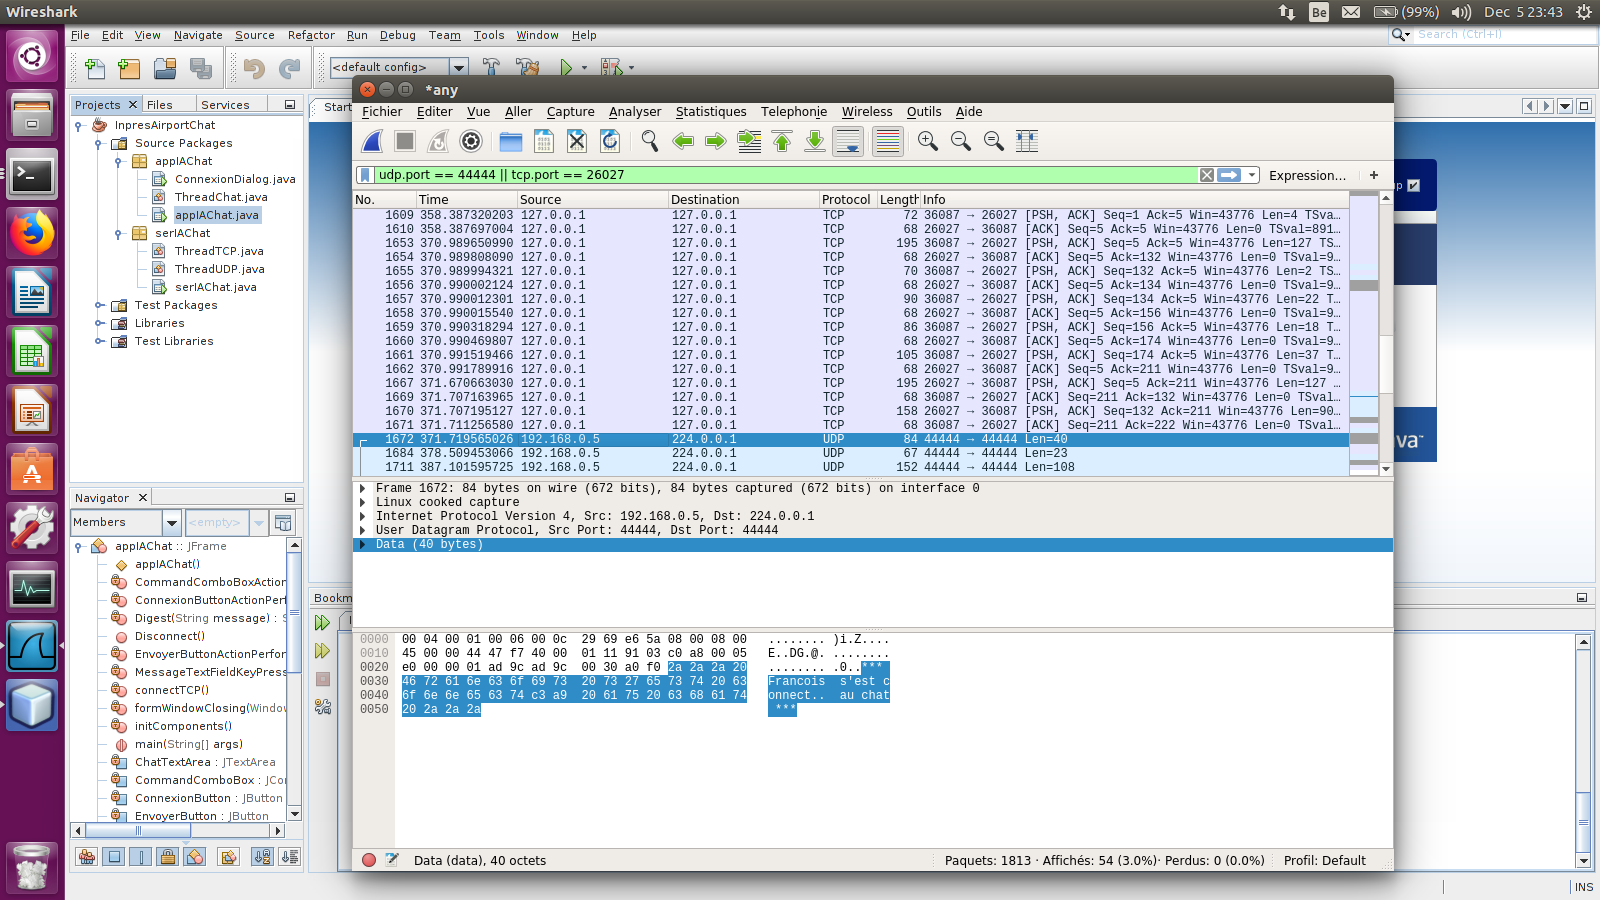 Wireshark
Be
(99%)
Dec 5 23:43
File Edit View Navigate Source Refactor Run Debug Team Tools Window Help
Search (Ctrl+I)
<default config>
Projects Files Services
Start
InpresAirportChat
Source Packages
appIAChat
ConnexionDialog.java
ThreadChat.java
appIAChat.java
serIAChat
ThreadTCP.java
ThreadUDP.java
serIAChat.java
Test Packages
Libraries
Test Libraries
Navigator
Members
<empty>
appIAChat :: JFrame
appIAChat()
CommandComboBoxAction
ConnexionButtonActionPerf
Digest(String message) : S
Disconnect()
EnvoyerButtonActionPerform
MessageTextFieldKeyPress
connectTCP()
formWindowClosing(Windo
initComponents()
main(String[] args)
ChatTextArea : JTextArea
CommandComboBox : JCo
ConnexionButton : JButton
EnvoyerButton : JButton
Bookm
*any
Fichier Editer Vue Aller Capture Analyser Statistiques Telephonie Wireless Outils Aide
udp.port == 44444 || tcp.port == 26027
Expression... +
No. Time Source Destination Protocol Length Info
1609 358.387320203 127.0.0.1 127.0.0.1 TCP 72 36087 → 26027 [PSH, ACK] Seq=1 Ack=5 Win=43776 Len=4 TSva…
1610 358.387697004 127.0.0.1 127.0.0.1 TCP 68 26027 → 36087 [ACK] Seq=5 Ack=5 Win=43776 Len=0 TSval=891…
1653 370.989650990 127.0.0.1 127.0.0.1 TCP 195 36087 → 26027 [PSH, ACK] Seq=5 Ack=5 Win=43776 Len=127 TS…
1654 370.989808090 127.0.0.1 127.0.0.1 TCP 68 26027 → 36087 [ACK] Seq=5 Ack=132 Win=43776 Len=0 TSval=9…
1655 370.989994321 127.0.0.1 127.0.0.1 TCP 70 36087 → 26027 [PSH, ACK] Seq=132 Ack=5 Win=43776 Len=2 TS…
1656 370.990002124 127.0.0.1 127.0.0.1 TCP 68 26027 → 36087 [ACK] Seq=5 Ack=134 Win=43776 Len=0 TSval=9…
1657 370.990012301 127.0.0.1 127.0.0.1 TCP 90 36087 → 26027 [PSH, ACK] Seq=134 Ack=5 Win=43776 Len=22 T…
1658 370.990015540 127.0.0.1 127.0.0.1 TCP 68 26027 → 36087 [ACK] Seq=5 Ack=156 Win=43776 Len=0 TSval=9…
1659 370.990318294 127.0.0.1 127.0.0.1 TCP 86 36087 → 26027 [PSH, ACK] Seq=156 Ack=5 Win=43776 Len=18 T…
1660 370.990469807 127.0.0.1 127.0.0.1 TCP 68 26027 → 36087 [ACK] Seq=5 Ack=174 Win=43776 Len=0 TSval=9…
1661 370.991519466 127.0.0.1 127.0.0.1 TCP 105 36087 → 26027 [PSH, ACK] Seq=174 Ack=5 Win=43776 Len=37 T…
1662 370.991789916 127.0.0.1 127.0.0.1 TCP 68 26027 → 36087 [ACK] Seq=5 Ack=211 Win=43776 Len=0 TSval=9…
1667 371.670663030 127.0.0.1 127.0.0.1 TCP 195 26027 → 36087 [PSH, ACK] Seq=5 Ack=211 Win=43776 Len=127 …
1669 371.707163965 127.0.0.1 127.0.0.1 TCP 68 36087 → 26027 [ACK] Seq=211 Ack=132 Win=43776 Len=0 TSval…
1670 371.707195127 127.0.0.1 127.0.0.1 TCP 158 26027 → 36087 [PSH, ACK] Seq=132 Ack=211 Win=43776 Len=90…
1671 371.711256580 127.0.0.1 127.0.0.1 TCP 68 36087 → 26027 [ACK] Seq=211 Ack=222 Win=43776 Len=0 TSval…
1672 371.719565026 192.168.0.5 224.0.0.1 UDP 84 44444 → 44444 Len=40
1684 378.509453066 192.168.0.5 224.0.0.1 UDP 67 44444 → 44444 Len=23
1711 387.101595725 192.168.0.5 224.0.0.1 UDP 152 44444 → 44444 Len=108
Frame 1672: 84 bytes on wire (672 bits), 84 bytes captured (672 bits) on interface 0
Linux cooked capture
Internet Protocol Version 4, Src: 192.168.0.5, Dst: 224.0.0.1
User Datagram Protocol, Src Port: 44444, Dst Port: 44444
Data (40 bytes)
0000 00 04 00 01 00 06 00 0c 29 69 e6 5a 08 00 08 00 ........ )i.Z....
0010 45 00 00 44 47 f7 40 00 01 11 91 03 c0 a8 00 05 E..DG.@. ........
0020 e0 00 00 01 ad 9c ad 9c 00 30 a0 f0 2a 2a 2a 20 ........ .0..***
0030 46 72 61 6e 63 6f 69 73 20 73 27 65 73 74 20 63 Francois s'est c
0040 6f 6e 6e 65 63 74 c3 a9 20 61 75 20 63 68 61 74 onnect.. au chat
0050 20 2a 2a 2a ***
Data (data), 40 octets
Paquets: 1813 · Affichés: 54 (3.0%)· Perdus: 0 (0.0%)
Profil: Default
INS